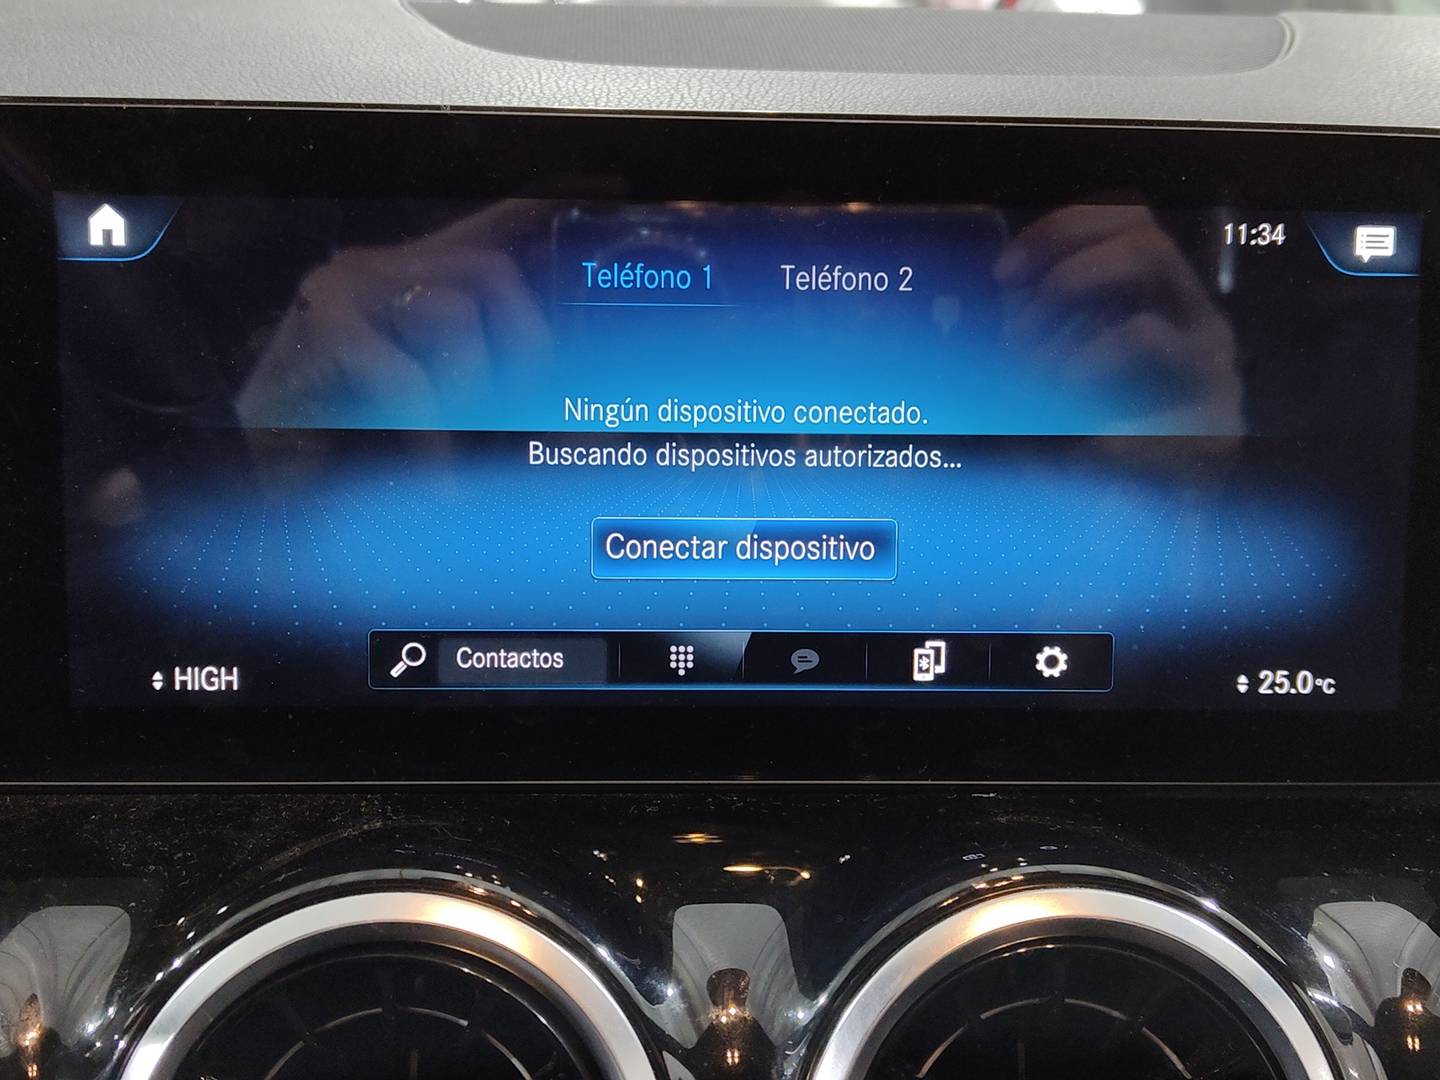 11:34
Teléfono 1 Teléfono 2
Ningún dispositivo conectado.
Buscando dispositivos autorizados...
Conectar dispositivo
Contactos
HIGH
25.0°C